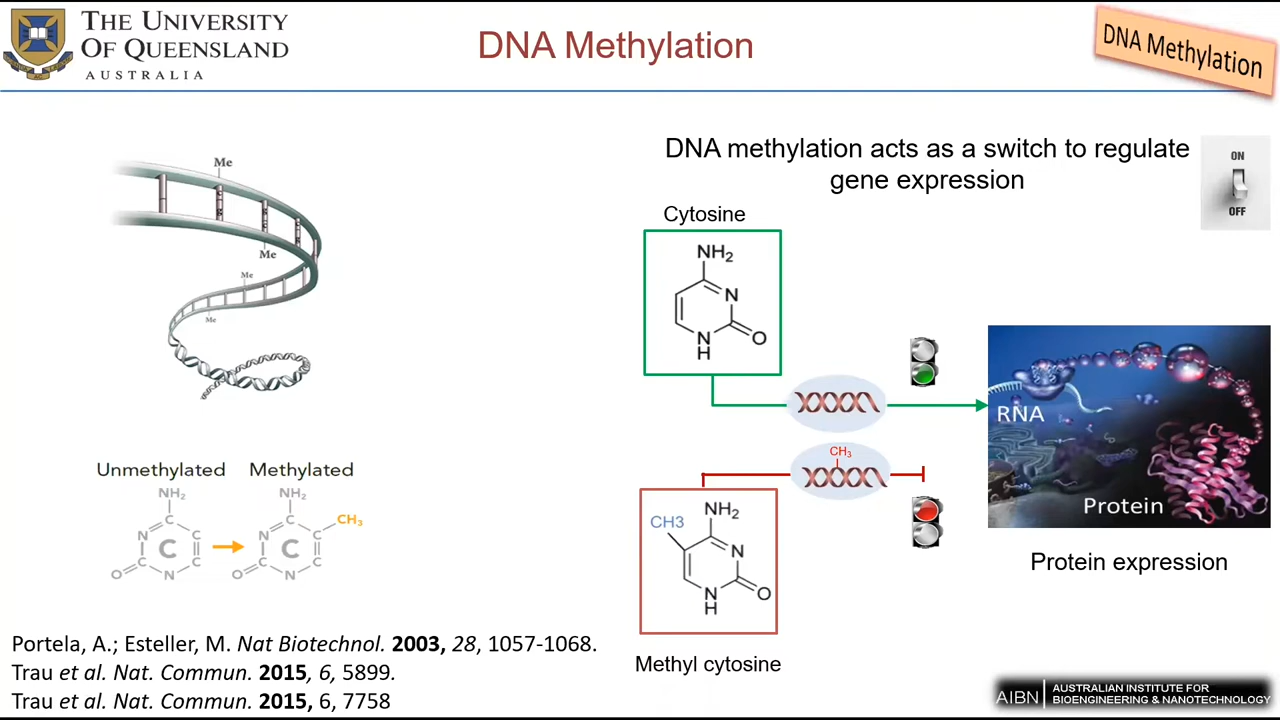 THE UNIVERSITY
OF QUEENSLAND
AUSTRALIA
DNA Methylation
DNA Methylation
DNA methylation acts as a switch to regulate
gene expression
ON
OFF
Me
Me
Me
Me
Cytosine
NH₂
N
N
H
O
RNA
Protein
Protein expression
CH₃
CH3
NH₂
N
N
H
O
Methyl cytosine
Unmethylated Methylated
NH₂ NH₂
CH₃
C C C C
N C N C
C C C C
O N O N
Portela, A.; Esteller, M. Nat Biotechnol. 2003, 28, 1057-1068.
Trau et al. Nat. Commun. 2015, 6, 5899.
Trau et al. Nat. Commun. 2015, 6, 7758
AIBN
AUSTRALIAN INSTITUTE FOR
BIOENGINEERING & NANOTECHNOLOGY